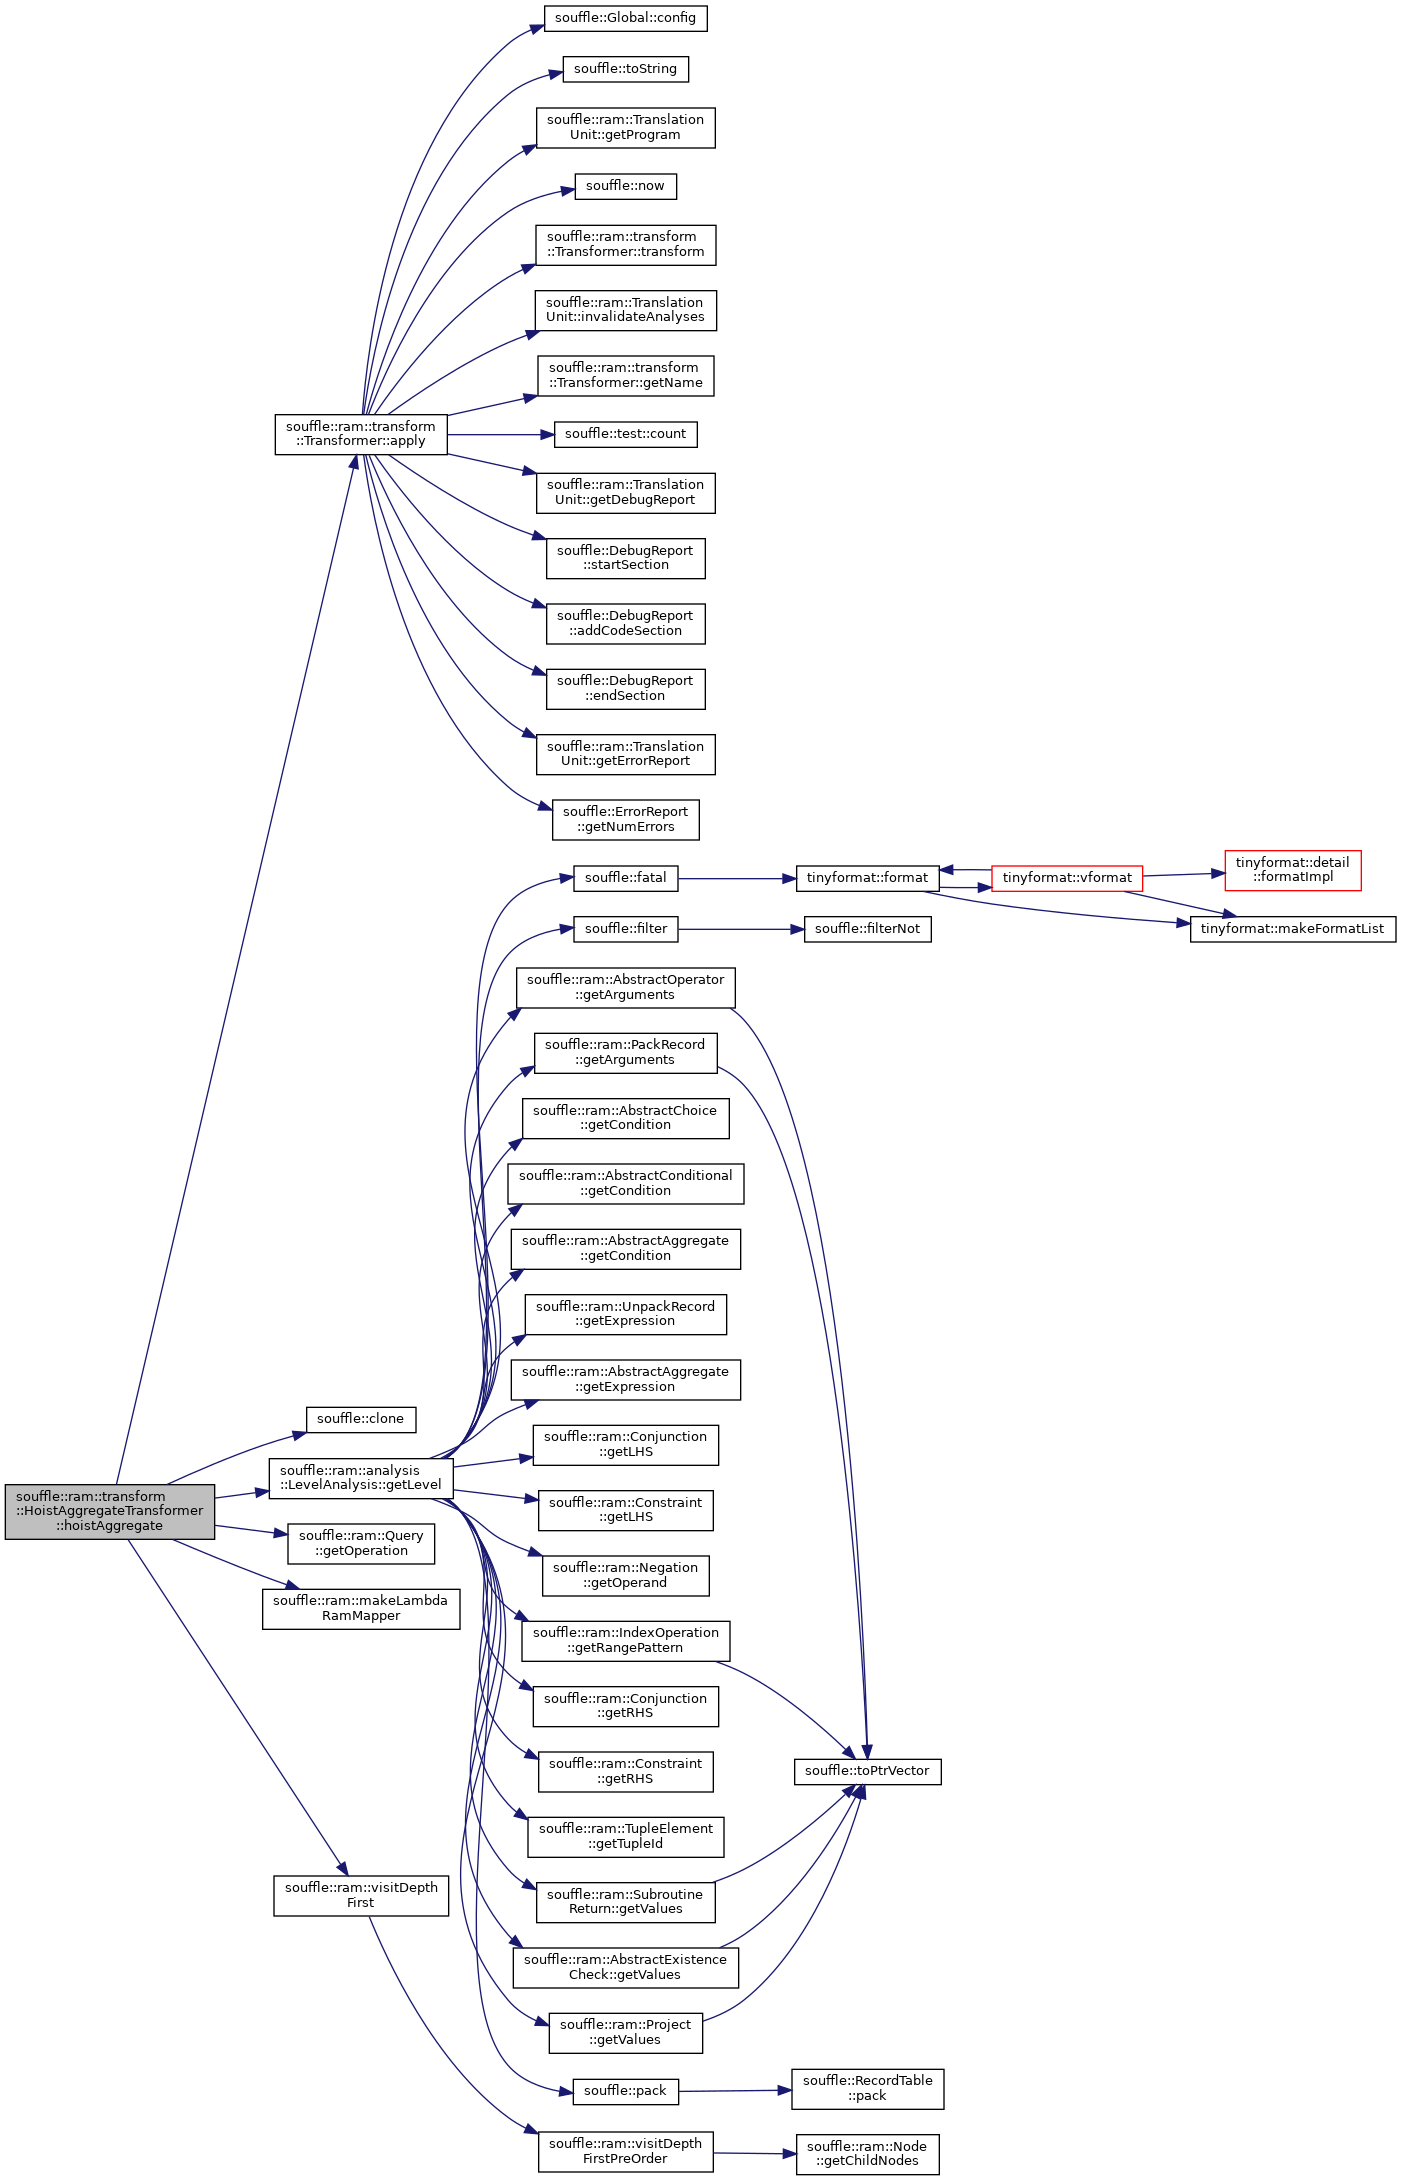 souffle::Global::config
souffle::toString
souffle::ram::Translation
Unit::getProgram
souffle::now
souffle::ram::transform
::Transformer::transform
souffle::ram::Translation
Unit::invalidateAnalyses
souffle::ram::transform
::Transformer::getName
souffle::ram::transform
::Transformer::apply
souffle::test::count
souffle::ram::Translation
Unit::getDebugReport
souffle::DebugReport
::startSection
souffle::DebugReport
::addCodeSection
souffle::DebugReport
::endSection
souffle::ram::Translation
Unit::getErrorReport
souffle::ErrorReport
::getNumErrors
souffle::fatal
tinyformat::format
tinyformat::vformat
tinyformat::detail
::formatImpl
souffle::filter
souffle::filterNot
tinyformat::makeFormatList
souffle::ram::AbstractOperator
::getArguments
souffle::ram::PackRecord
::getArguments
souffle::ram::AbstractChoice
::getCondition
souffle::ram::AbstractConditional
::getCondition
souffle::ram::AbstractAggregate
::getCondition
souffle::ram::UnpackRecord
::getExpression
souffle::ram::AbstractAggregate
::getExpression
souffle::clone
souffle::ram::Conjunction
::getLHS
souffle::ram::analysis
::LevelAnalysis::getLevel
souffle::ram::transform
::HoistAggregateTransformer
::hoistAggregate
souffle::ram::Constraint
::getLHS
souffle::ram::Query
::getOperation
souffle::ram::Negation
::getOperand
souffle::ram::makeLambda
RamMapper
souffle::ram::IndexOperation
::getRangePattern
souffle::ram::Conjunction
::getRHS
souffle::ram::Constraint
::getRHS
souffle::toPtrVector
souffle::ram::TupleElement
::getTupleId
souffle::ram::visitDepth
First
souffle::ram::Subroutine
Return::getValues
souffle::ram::AbstractExistence
Check::getValues
souffle::ram::Project
::getValues
souffle::pack
souffle::RecordTable
::pack
souffle::ram::visitDepth
FirstPreOrder
souffle::ram::Node
::getChildNodes